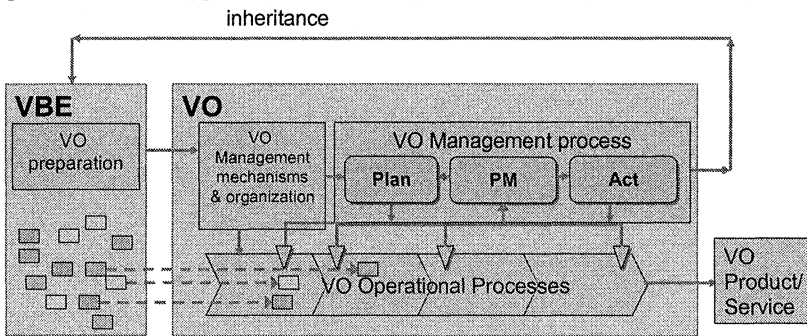 inheritance
VBE
VO
preparation
VO
VO
Management
mechanisms
& organization
VO Management process
Plan
PM
Act
VO Operational Processes
VO
Product/
Service